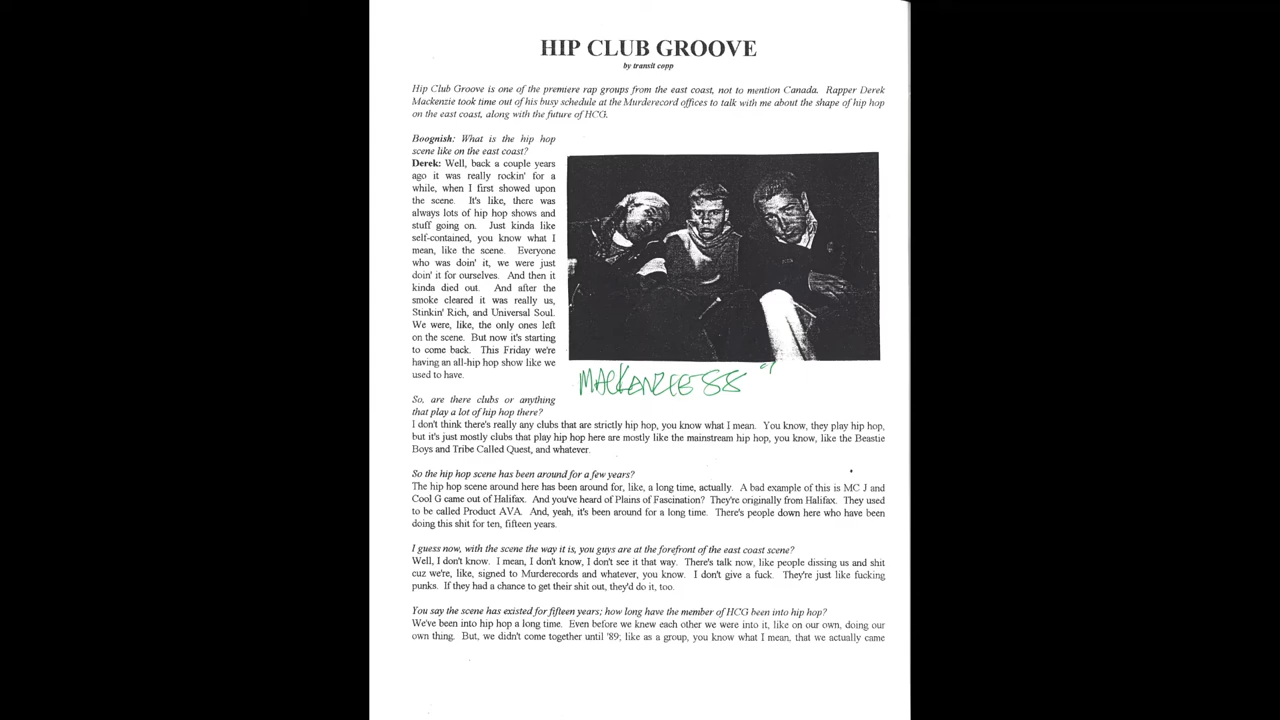 HIP CLUB GROOVE
by transit copp
Hip Club Groove is one of the premiere rap groups from the east coast, not to mention Canada. Rapper Derek
Mackenzie took time out of his busy schedule at the Murderecord offices to talk with me about the shape of hip hop
on the east coast, along with the future of HCG.
Boognish: What is the hip hop
scene like on the east coast?
Derek: Well, back a couple years
ago it was really rockin' for a
while, when I first showed upon
the scene. It's like, there was
always lots of hip hop shows and
stuff going on. Just kinda like
self-contained, you know what I
mean, like the scene. Everyone
who was doin' it, we were just
doin' it for ourselves. And then it
kinda died out. And after the
smoke cleared it was really us,
Stinkin' Rich, and Universal Soul.
We were, like, the only ones left
on the scene. But now it's starting
to come back. This Friday we're
having an all-hip hop show like we
used to have.
MACKENZIE SS
So, are there clubs or anything
that play a lot of hip hop there?
I don't think there's really any clubs that are strictly hip hop, you know what I mean. You know, they play hip hop,
but it's just mostly clubs that play hip hop here are mostly like the mainstream hip hop, you know, like the Beastie
Boys and Tribe Called Quest, and whatever.
So the hip hop scene has been around for a few years?
The hip hop scene around here has been around for, like, a long time, actually. A bad example of this is MC J and
Cool G came out of Halifax. And you've heard of Plains of Fascination? They're originally from Halifax. They used
to be called Product AVA. And, yeah, it's been around for a long time. There's people down here who have been
doing this shit for ten, fifteen years.
I guess now, with the scene the way it is, you guys are at the forefront of the east coast scene?
Well, I don't know. I mean, I don't know, I don't see it that way. There's talk now, like people dissing us and shit
cuz we're, like, signed to Murderecords and whatever, you know. I don't give a fuck. They're just like fucking
punks. If they had a chance to get their shit out, they'd do it, too.
You say the scene has existed for fifteen years; how long have the member of HCG been into hip hop?
We've been into hip hop a long time. Even before we knew each other we were into it, like on our own, doing our
own thing. But, we didn't come together until '89; like as a group, you know what I mean, that we actually came